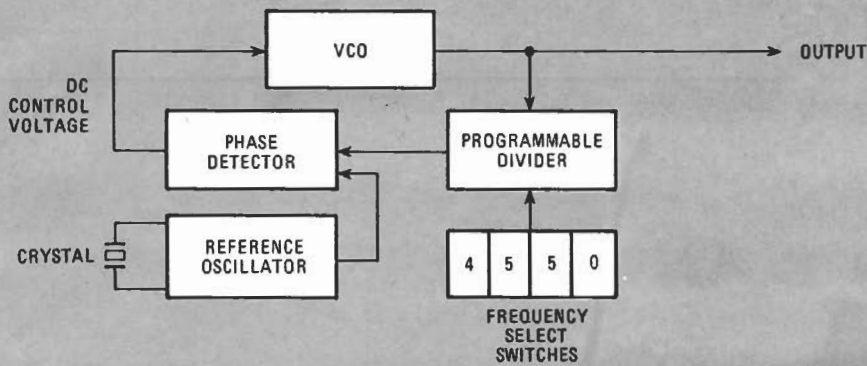 VCO
OUTPUT
DC
CONTROL
VOLTAGE
PHASE
DETECTOR
PROGRAMMABLE
DIVIDER
CRYSTAL
REFERENCE
OSCILLATOR
4 5 5 0
FREQUENCY
SELECT
SWITCHES